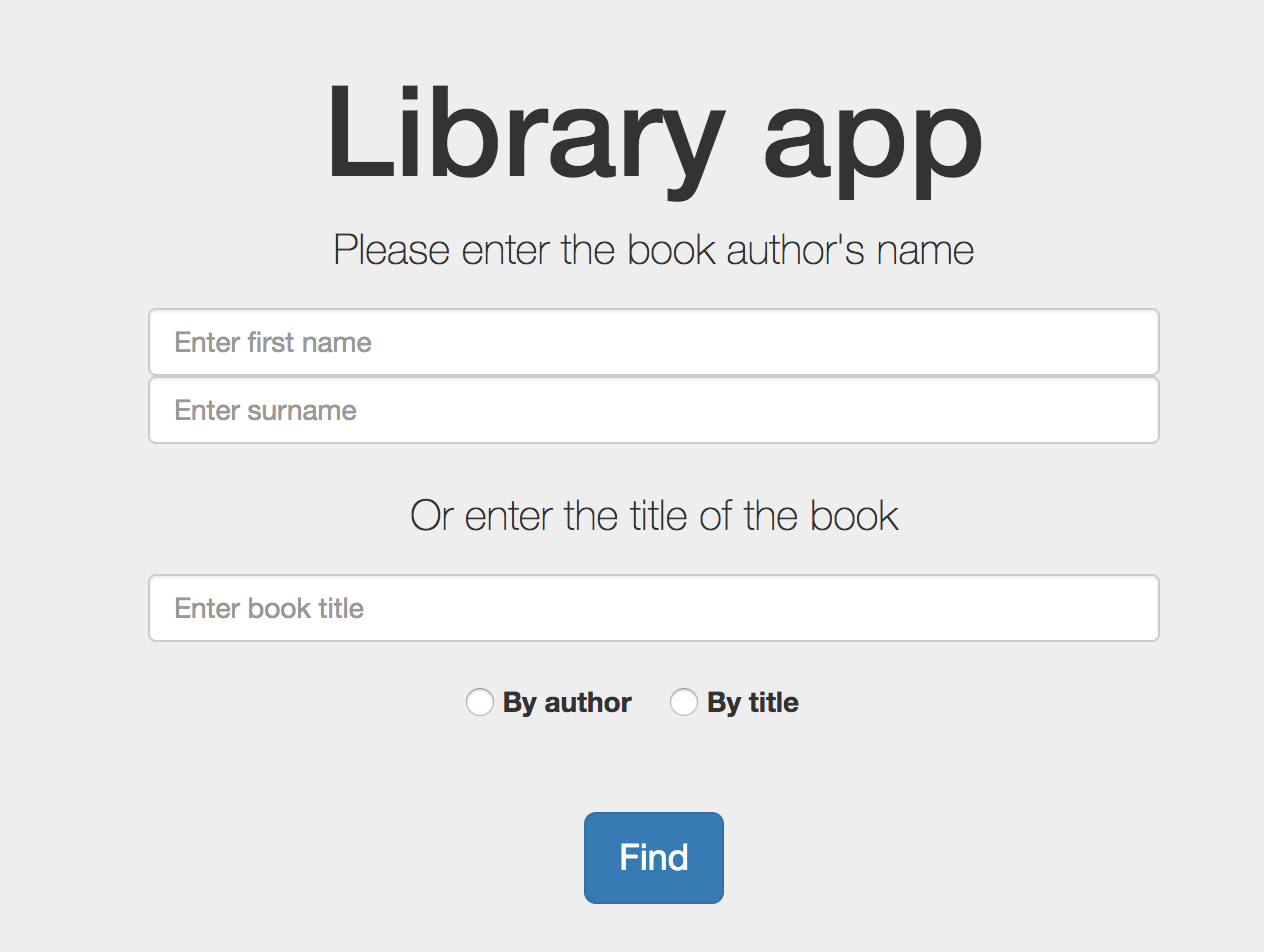 Library app
Please enter the book author's name
Enter first name
Enter surname
Or enter the title of the book
Enter book title
By author By title
Find